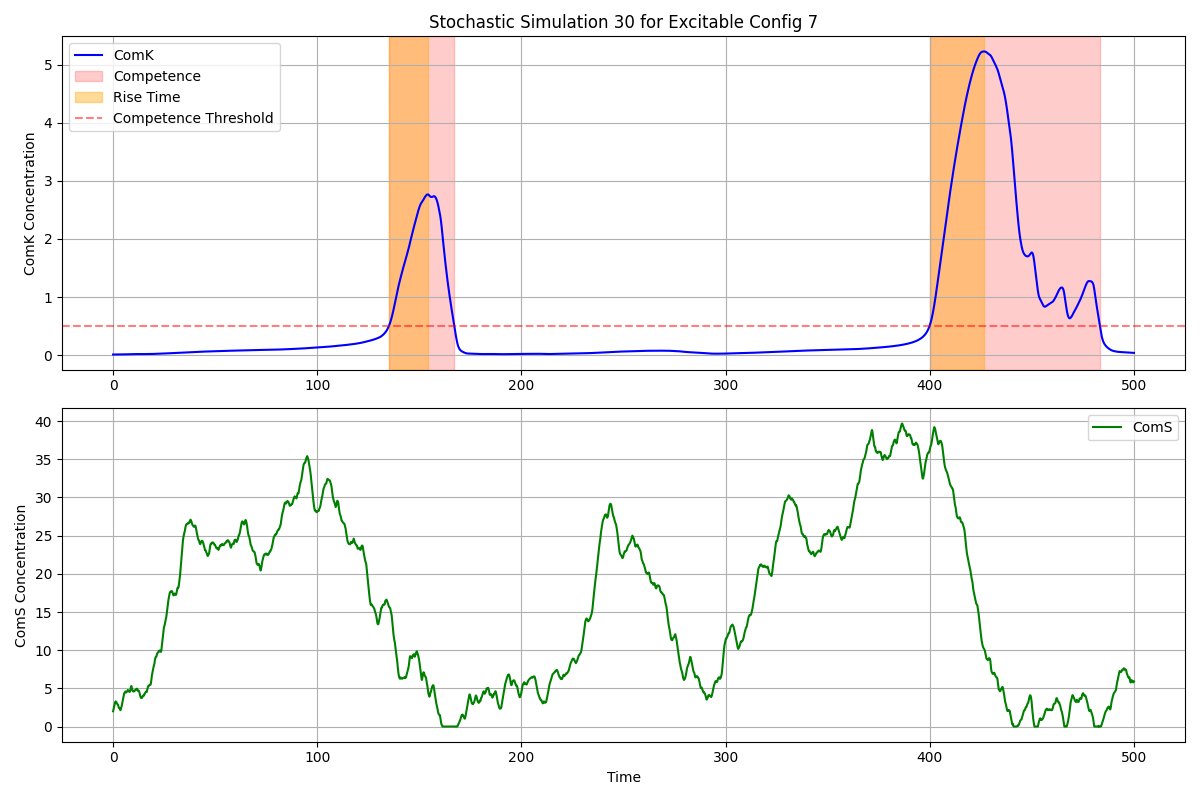 Stochastic Simulation 30 for Excitable Config 7
ComK Concentration
5
4
3
2
1
0
ComK
Competence
Rise Time
Competence Threshold
0 100 200 300 400 500
ComS Concentration
40
35
30
25
20
15
10
5
0
ComS
0 100 200 300 400 500
Time